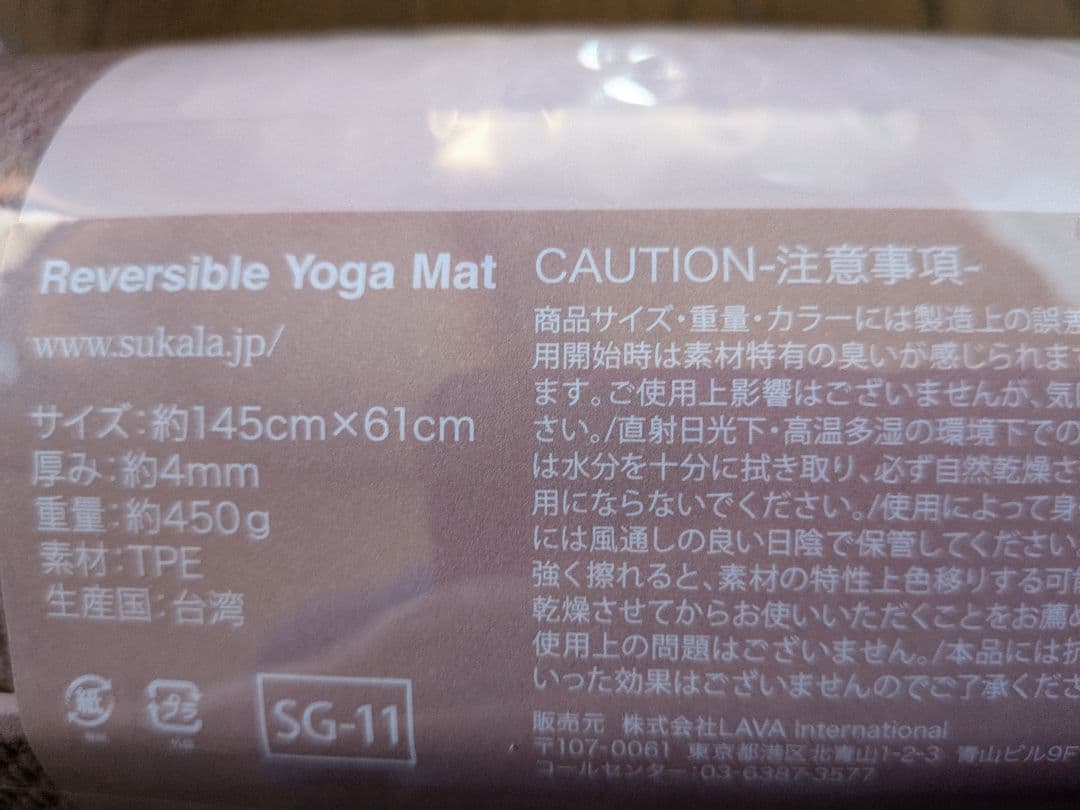 Reversible Yoga Mat
www.sukala.jp/
サイズ:約145cm×61cm
厚み:約4mm
重量:約450g
素材:TPE
生産国:台湾
紙
プラ
SG-11
CAUTION-注意事項-
商品サイズ・重量・カラーには製造上の誤差
用開始時は素材特有の臭いが感じられます
ます。ご使用上影響はございませんが、気に
さい。/直射日光下・高温多湿の環境下での
は水分を十分に拭き取り、必ず自然乾燥さ
用にならないでください。/使用によって身
には風通しの良い日陰で保管してください
強く擦れると、素材の特性上色移りする可能
乾燥させてからお使いいただくことをお薦め
使用上の問題はございません。/本品には抗
いった効果はございませんのでご了承くださ
販売元 株式会社LAVA International
〒107-0061 東京都港区北青山1-2-3 青山ビル9F
コールセンター:03-6387-3577